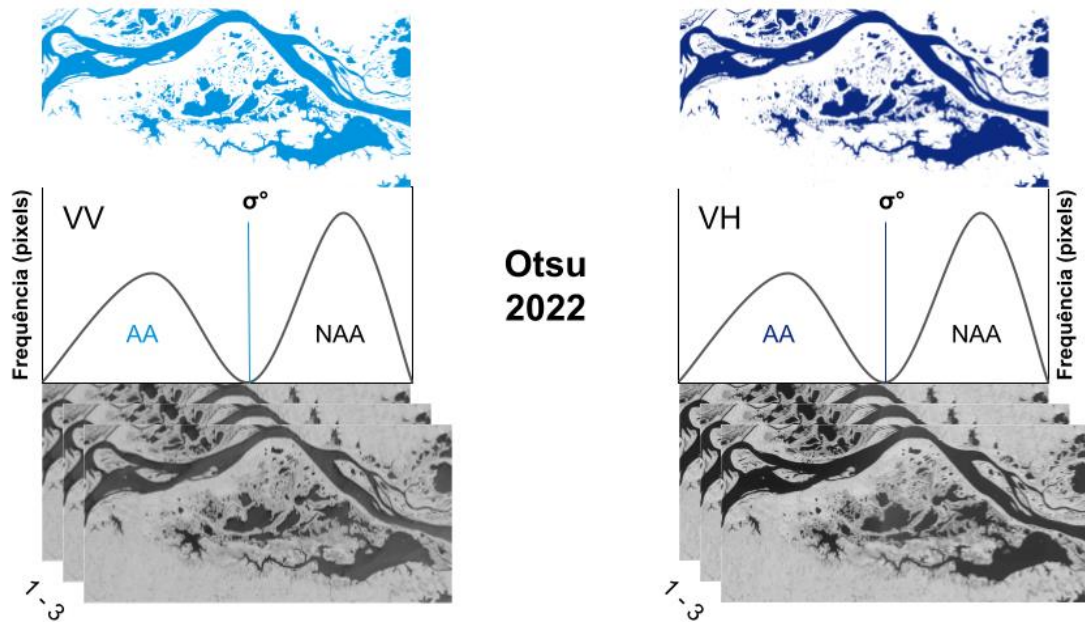 Frequência (pixels)
VV
σ°
AA
NAA
1 - 3
Otsu
2022
VH
σ°
AA
NAA
Frequência (pixels)
1 - 3